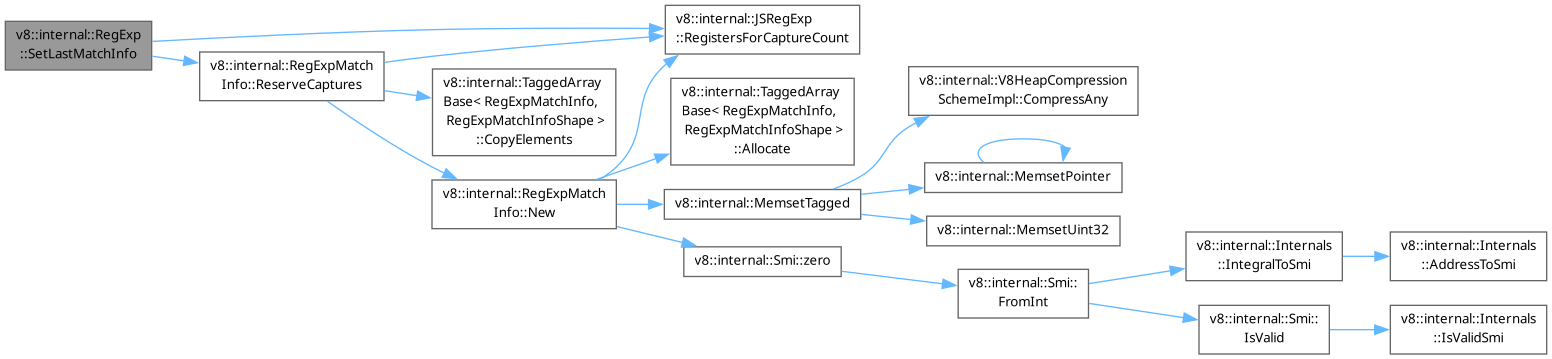 v8::internal::RegExp
::SetLastMatchInfo
v8::internal::RegExpMatch
Info::ReserveCaptures
v8::internal::JSRegExp
::RegistersForCaptureCount
v8::internal::TaggedArray
Base< RegExpMatchInfo,
RegExpMatchInfoShape >
::CopyElements
v8::internal::RegExpMatch
Info::New
v8::internal::TaggedArray
Base< RegExpMatchInfo,
RegExpMatchInfoShape >
::Allocate
v8::internal::MemsetTagged
v8::internal::Smi::zero
v8::internal::V8HeapCompression
SchemeImpl::CompressAny
v8::internal::MemsetPointer
v8::internal::MemsetUint32
v8::internal::Smi::
FromInt
v8::internal::Internals
::IntegralToSmi
v8::internal::Internals
::AddressToSmi
v8::internal::Smi::
IsValid
v8::internal::Internals
::IsValidSmi